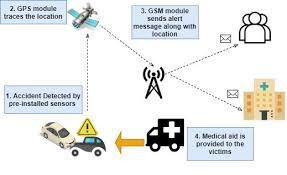 2. GPS module
traces the location
3. GSM module
sends alert
message along with
location
1. Accident Detected by
pre-installed sensors
4. Medical aid is
provided to the
victims